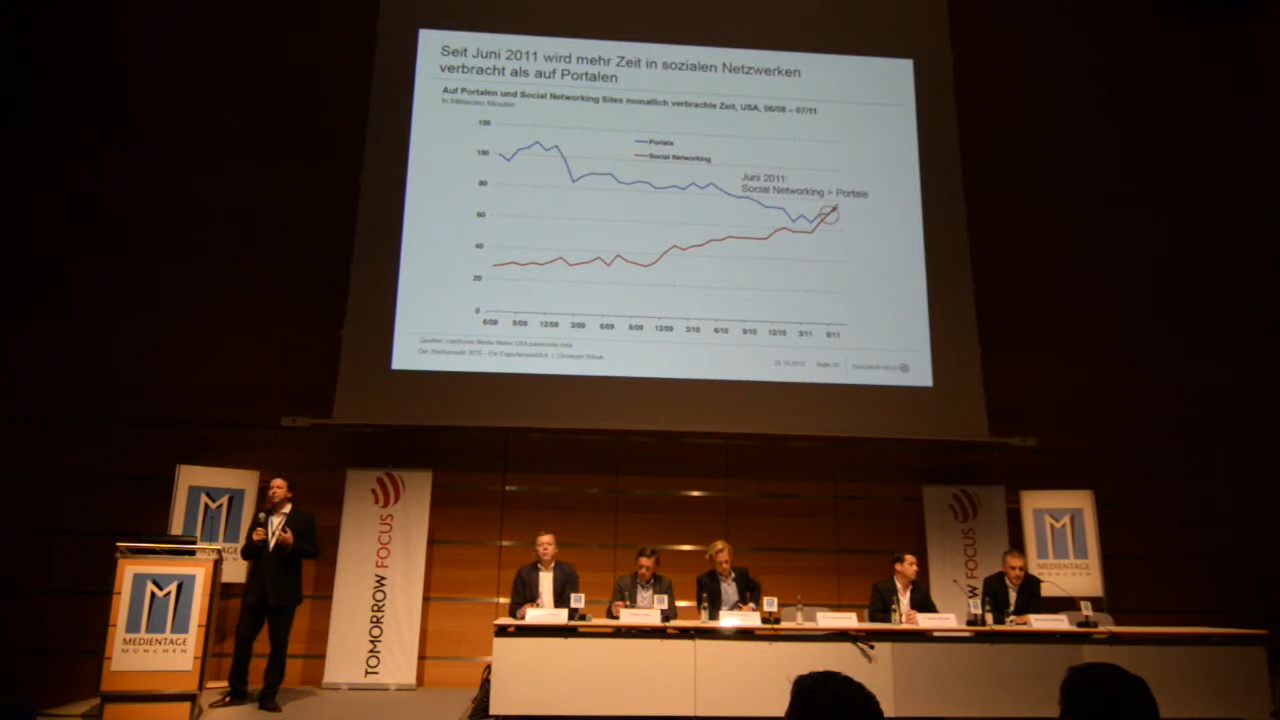 Seit Juni 2011 wird mehr Zeit in sozialen Netzwerken
verbracht als auf Portalen
Auf Portalen und Social Networking Sites monatlich verbrachte Zeit, USA, 06/08 – 07/11
In Milliarden Minuten
120
100
80
60
40
20
0
Portale
Social Networking
Juni 2011:
Social Networking > Portale
6/08 9/08 12/08 3/09 6/09 9/09 12/09 3/10 6/10 9/10 12/10 3/11 6/11
M
MEDIENTAGE
MÜNCHEN
M
AGE
TOMORROW FOCUS
W FOCUS
M
MEDIENTAGE
MÜNCHEN